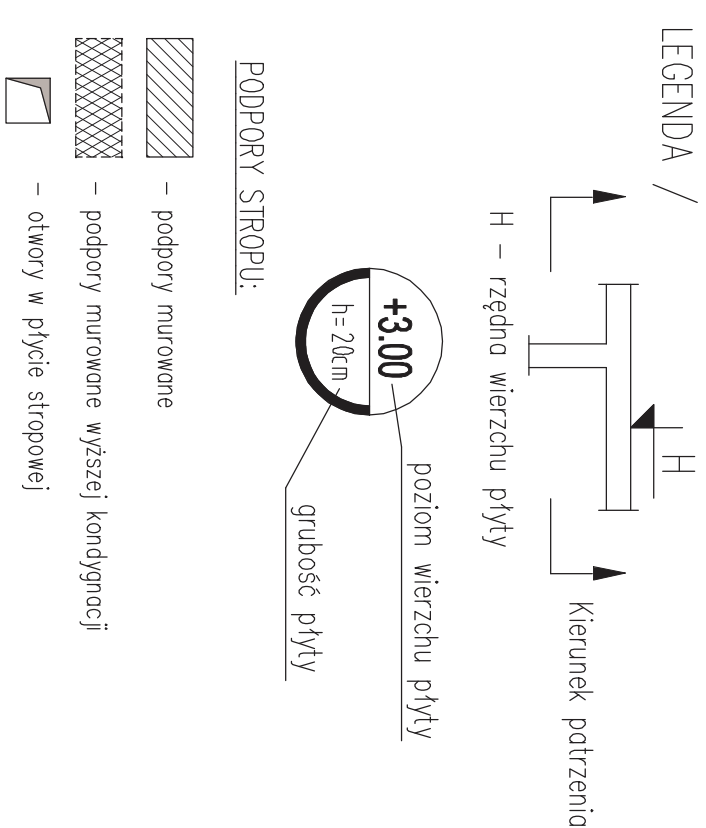 LEGENDA /
H
Kierunek patrzenia
H - rzędna wierzchu płyty
+3.00
h= 20cm
poziom wierzchu płyty
grubość płyty
PODPORY STROPU:
- podpory murowane
- podpory murowane wyższej kondygnacji
- otwory w płycie stropowej